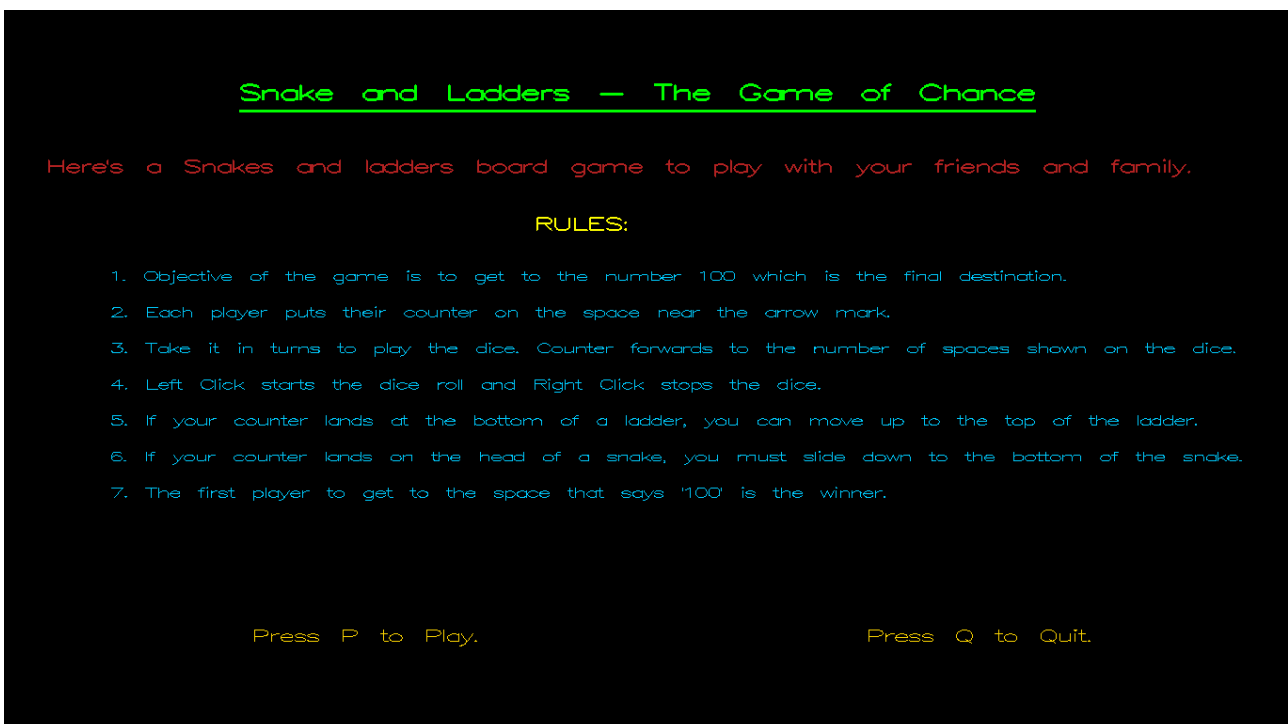 Snake and Ladders – The Game of Chance
Here's a Snakes and ladders board game to play with your friends and family.
RULES:
1. Objective of the game is to get to the number 100 which is the final destination.
2. Each player puts their counter on the space near the arrow mark.
3. Take it in turns to play the dice. Counter forwards to the number of spaces shown on the dice.
4. Left Click starts the dice roll and Right Click stops the dice.
5. If your counter lands at the bottom of a ladder, you can move up to the top of the ladder.
6. If your counter lands on the head of a snake, you must slide down to the bottom of the snake.
7. The first player to get to the space that says '100' is the winner.
Press P to Play. Press Q to Quit.